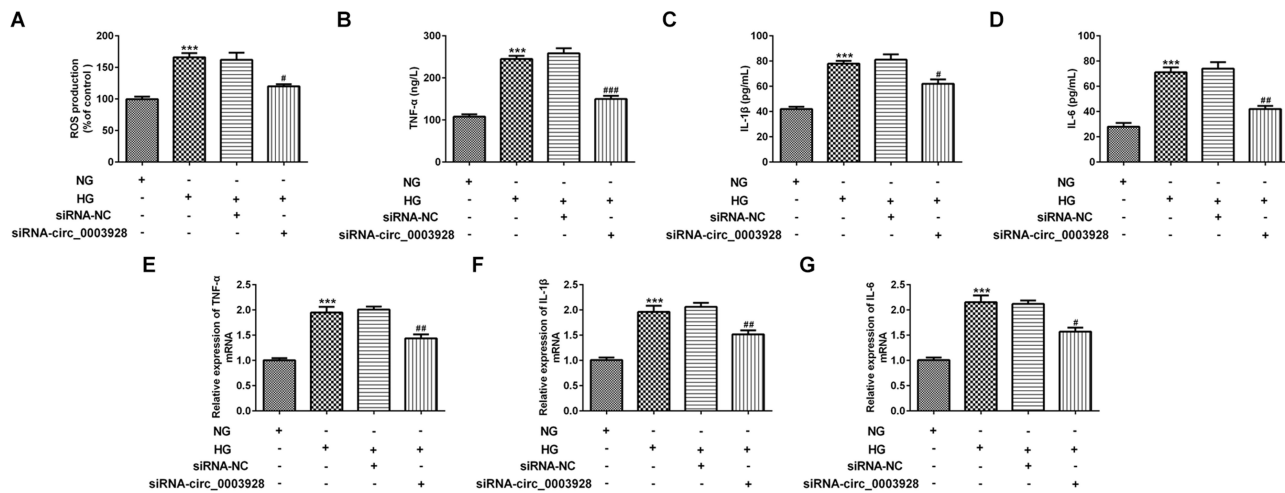 A
ROS production
(% of control )
200
150
100
50
0
***
#
NG + - - -
HG - + + +
siRNA-NC - - + -
siRNA-circ_0003928 - - - +
B
TNF-α (ng/L)
300
200
100
0
***
###
NG + - - -
HG - + + +
siRNA-NC - - + -
siRNA-circ_0003928 - - - +
C
IL-1β (pg/mL)
80
60
40
20
0
***
#
NG + - - -
HG - + + +
siRNA-NC - - + -
siRNA-circ_0003928 - - - +
D
IL-6 (pg/mL)
80
60
40
20
0
***
##
NG + - - -
HG - + + +
siRNA-NC - - + -
siRNA-circ_0003928 - - - +
E
Relative expression of TNF-α
mRNA
2.5
2.0
1.5
1.0
0.5
0.0
***
##
NG + - - -
HG - + + +
siRNA-NC - - + -
siRNA-circ_0003928 - - - +
F
Relative expression of IL-1β
mRNA
2.5
2.0
1.5
1.0
0.5
0.0
***
##
NG + - - -
HG - + + +
siRNA-NC - - + -
siRNA-circ_0003928 - - - +
G
Relative expression of IL-6
mRNA
2.5
2.0
1.5
1.0
0.5
0.0
***
#
NG + - - -
HG - + + +
siRNA-NC - - + -
siRNA-circ_0003928 - - - +